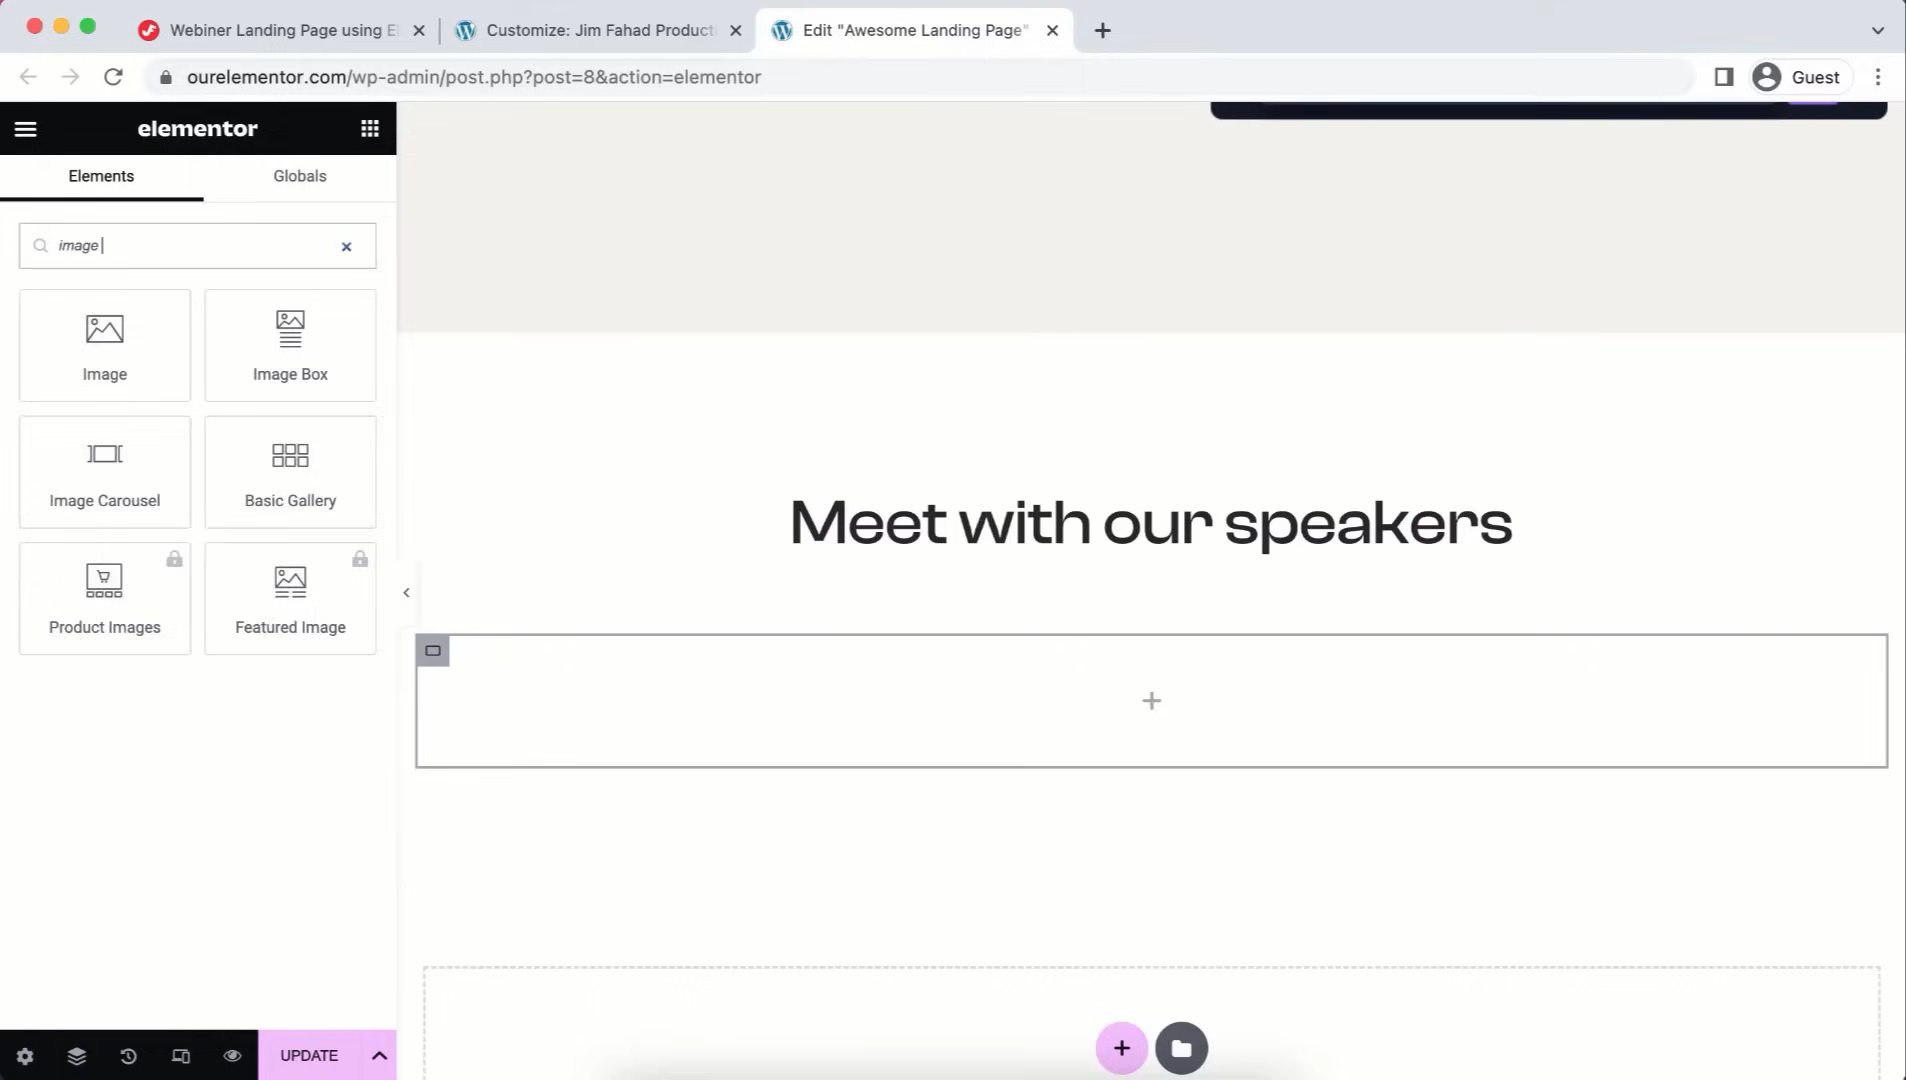 Webiner Landing Page using El
Customize: Jim Fahad Product
Edit "Awesome Landing Page"
ourelementor.com/wp-admin/post.php?post=8&action=elementor
Guest
elementor
Elements
Globals
image
Image
Image Box
Image Carousel
Basic Gallery
Product Images
Featured Image
Meet with our speakers
UPDATE